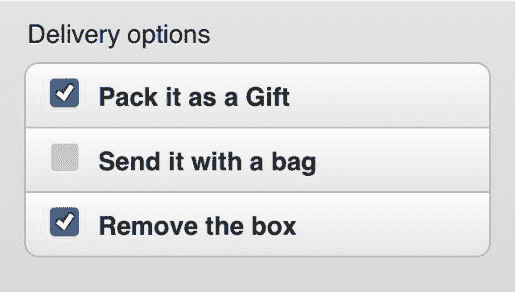 Delivery options
Pack it as a Gift
Send it with a bag
Remove the box